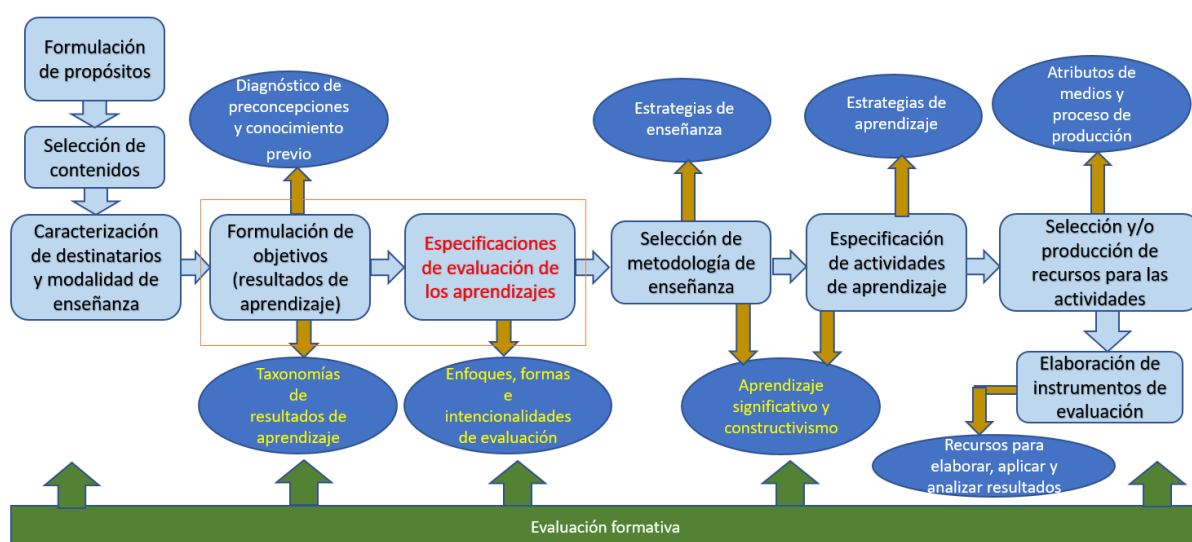 Formulación
de propósitos
Selección de
contenidos
Caracterización
de destinatarios
y modalidad de
enseñanza
Diagnóstico de
preconcepciones
y conocimiento
previo
Formulación de
objetivos
(resultados de
aprendizaje)
Taxonomías
de
resultados de
aprendizaje
Especificaciones
de evaluación de
los aprendizajes
Enfoques, formas
e
intencionalidades
de evaluación
Estrategias de
enseñanza
Selección de
metodología de
enseñanza
Aprendizaje
significativo y
constructivismo
Estrategias de
aprendizaje
Especificación
de actividades
de aprendizaje
Atributos de
medios y
proceso de
producción
Selección y/o
producción de
recursos para las
actividades
Elaboración de
instrumentos de
evaluación
Recursos para
elaborar, aplicar y
analizar resultados
Evaluación formativa